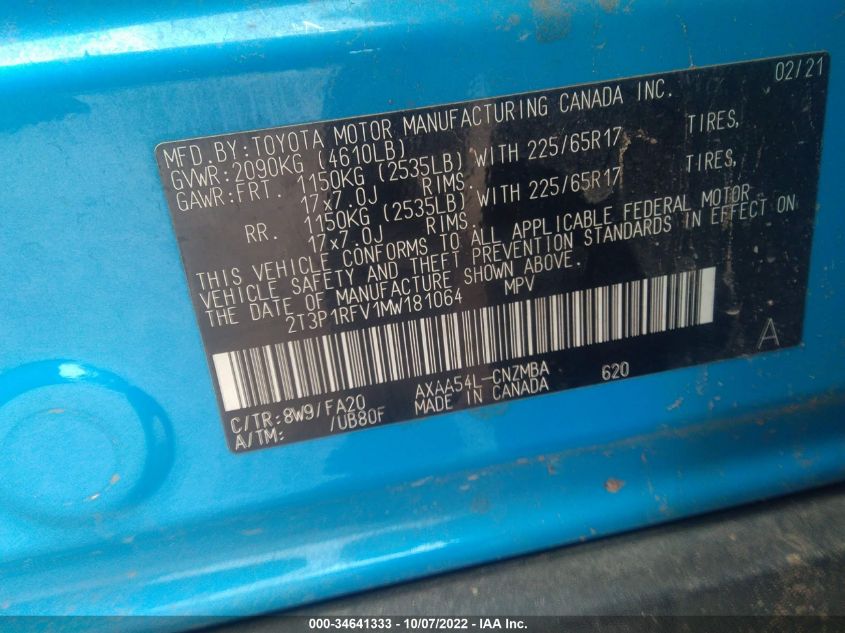 02/21
MFD.BY:TOYOTA MOTOR MANUFACTURING CANADA INC.
GVWR:2090KG (4610LB)
GAWR:FRT. 1150KG (2535LB) WITH 225/65R17 TIRES,
17x7.0J RIMS.
RR. 1150KG (2535LB) WITH 225/65R17 TIRES,
17x7.0J RIMS.
THIS VEHICLE CONFORMS TO ALL APPLICABLE FEDERAL MOTOR
VEHICLE SAFETY AND THEFT PREVENTION STANDARDS IN EFFECT ON
THE DATE OF MANUFACTURE SHOWN ABOVE.
2T3P1RFV1MW181064 MPV
A
C/TR:8W9/FA20 AXAA54L-CNZMBA 620
A/TM: /UB80F MADE IN CANADA
000-34641333 - 10/07/2022 - IAA Inc.